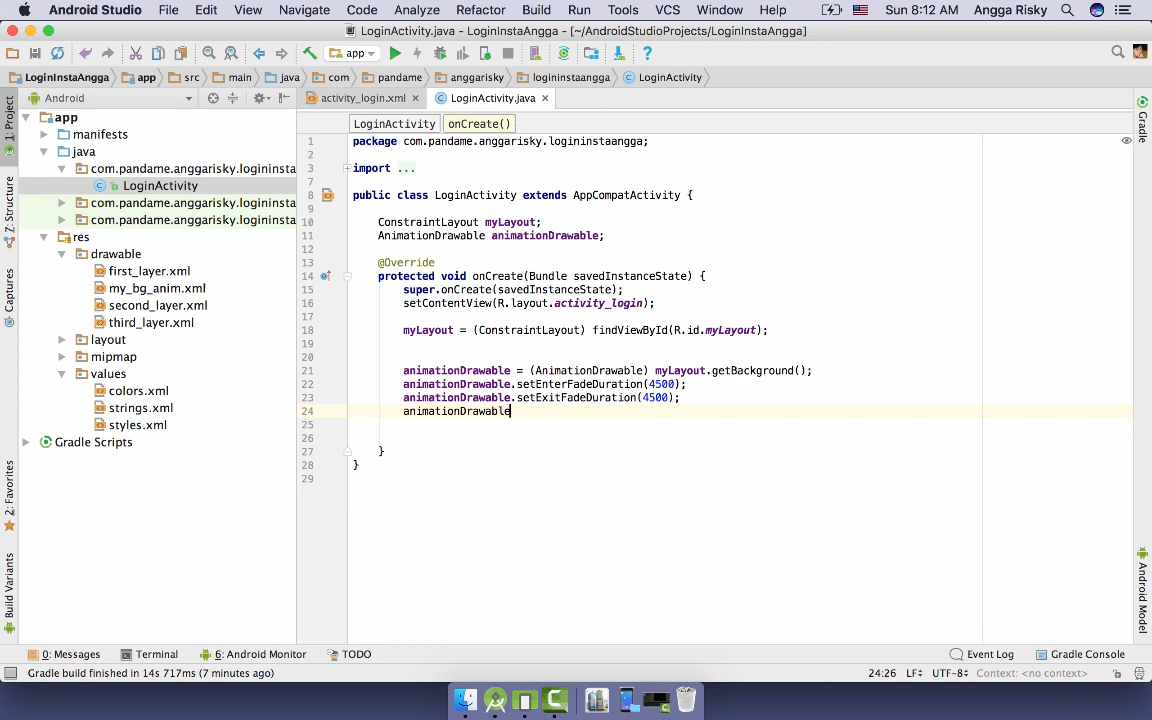 Android Studio File Edit View Navigate Code Analyze Refactor Build Run Tools VCS Window Help Sun 8:12 AM Angga Risky
LoginActivity.java - LoginInstaAngga - [~/AndroidStudioProjects/LoginInstaAngga]
app
LoginInstaAngga app src main java com pandame anggarisky logininstaangga LoginActivity
Android activity_login.xml LoginActivity.java
LoginActivity onCreate()
1: Project
Z: Structure
Captures
2: Favorites
Build Variants
app
manifests
java
com.pandame.anggarisky.logininsta
LoginActivity
com.pandame.anggarisky.logininsta
com.pandame.anggarisky.logininsta
res
drawable
first_layer.xml
my_bg_anim.xml
second_layer.xml
third_layer.xml
layout
mipmap
values
colors.xml
strings.xml
styles.xml
Gradle Scripts
1 package com.pandame.anggarisky.logininstaangga;
2
3 import ...
7
8 public class LoginActivity extends AppCompatActivity {
9
10 ConstraintLayout myLayout;
11 AnimationDrawable animationDrawable;
12
13 @Override
14 protected void onCreate(Bundle savedInstanceState) {
15 super.onCreate(savedInstanceState);
16 setContentView(R.layout.activity_login);
17
18 myLayout = (ConstraintLayout) findViewById(R.id.myLayout);
19
20
21 animationDrawable = (AnimationDrawable) myLayout.getBackground();
22 animationDrawable.setEnterFadeDuration(4500);
23 animationDrawable.setExitFadeDuration(4500);
24 animationDrawable
25
26
27 }
28 }
29
Gradle
Android Model
0: Messages Terminal 6: Android Monitor TODO Event Log Gradle Console
Gradle build finished in 14s 717ms (7 minutes ago) 24:26 LF UTF-8 Context: <no context>